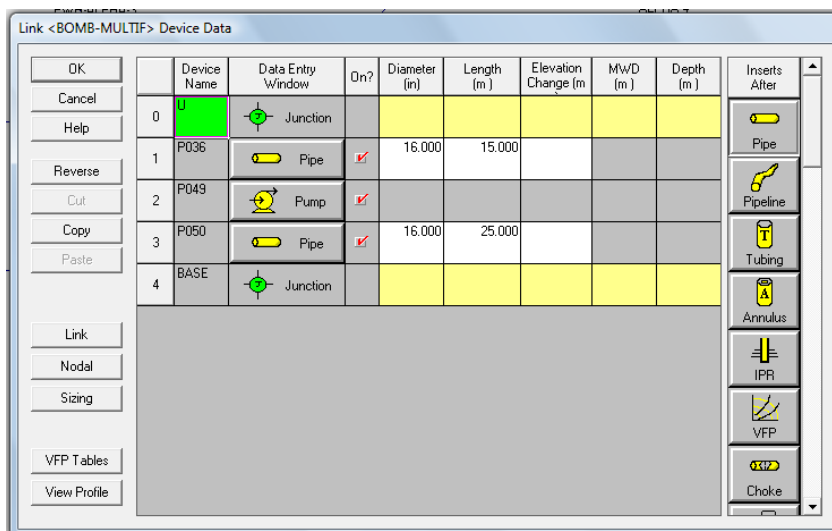 Link <BOMB-MULTIF> Device Data
OK
Cancel
Help
Reverse
Cut
Copy
Paste
Link
Nodal
Sizing
VFP Tables
View Profile
Device Name
Data Entry Window
On?
Diameter (in)
Length (m )
Elevation Change (m
MWD (m )
Depth (m )
0 U Junction
1 P036 Pipe 16.000 15.000
2 P049 Pump
3 P050 Pipe 16.000 25.000
4 BASE Junction
Inserts After
Pipe
Pipeline
Tubing
Annulus
IPR
VFP
Choke